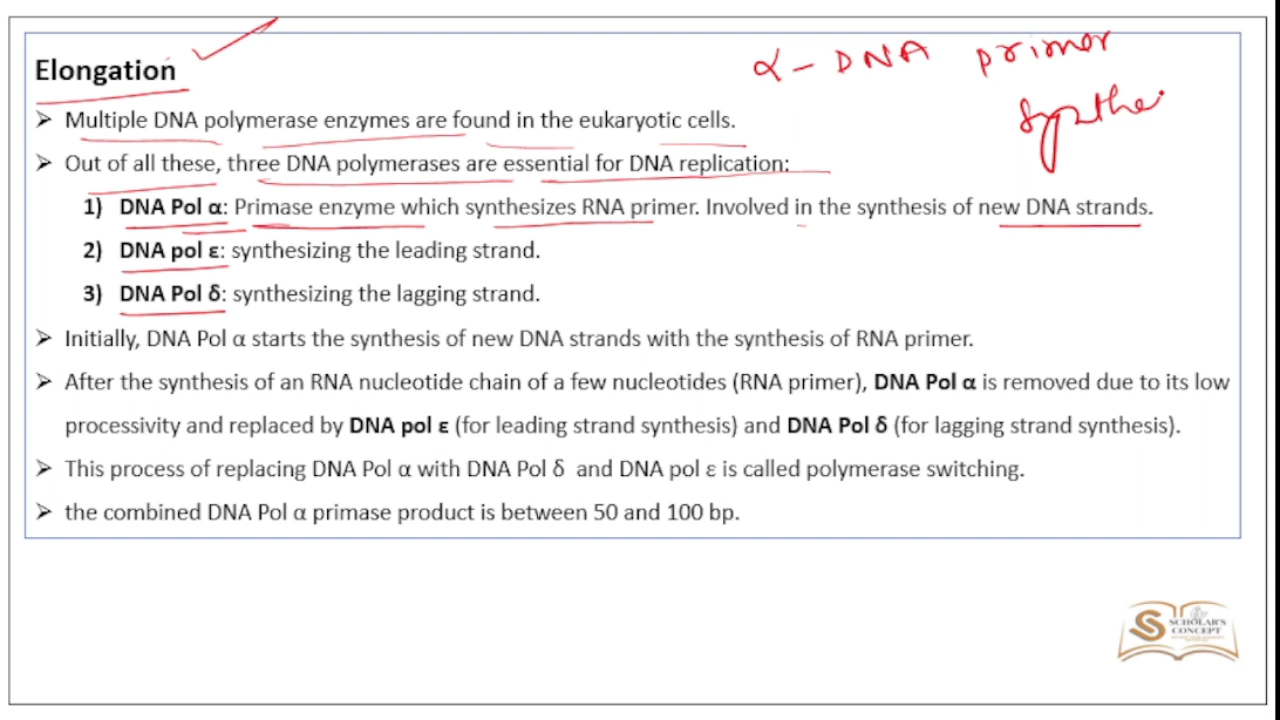 α - DNA primer
Synthe
Elongation
➢ Multiple DNA polymerase enzymes are found in the eukaryotic cells.
➢ Out of all these, three DNA polymerases are essential for DNA replication:
1) DNA Pol α: Primase enzyme which synthesizes RNA primer. Involved in the synthesis of new DNA strands.
2) DNA pol ε: synthesizing the leading strand.
3) DNA Pol δ: synthesizing the lagging strand.
➢ Initially, DNA Pol α starts the synthesis of new DNA strands with the synthesis of RNA primer.
➢ After the synthesis of an RNA nucleotide chain of a few nucleotides (RNA primer), DNA Pol α is removed due to its low
processivity and replaced by DNA pol ε (for leading strand synthesis) and DNA Pol δ (for lagging strand synthesis).
➢ This process of replacing DNA Pol α with DNA Pol δ and DNA pol ε is called polymerase switching.
➢ the combined DNA Pol α primase product is between 50 and 100 bp.
SCHOLAR'S
CONCEPT